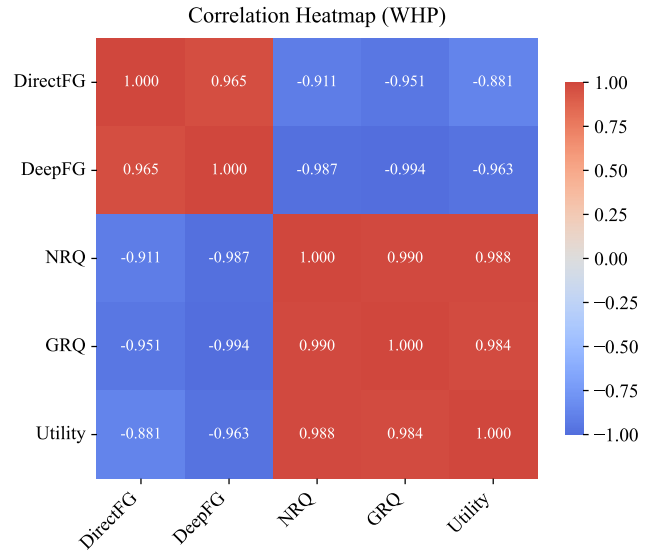 Correlation Heatmap (WHP)
DirectFG 1.000 0.965 -0.911 -0.951 -0.881
DeepFG 0.965 1.000 -0.987 -0.994 -0.963
NRQ -0.911 -0.987 1.000 0.990 0.988
GRQ -0.951 -0.994 0.990 1.000 0.984
Utility -0.881 -0.963 0.988 0.984 1.000
DirectFG DeepFG NRQ GRQ Utility
1.00
0.75
0.50
0.25
0.00
−0.25
−0.50
−0.75
−1.00